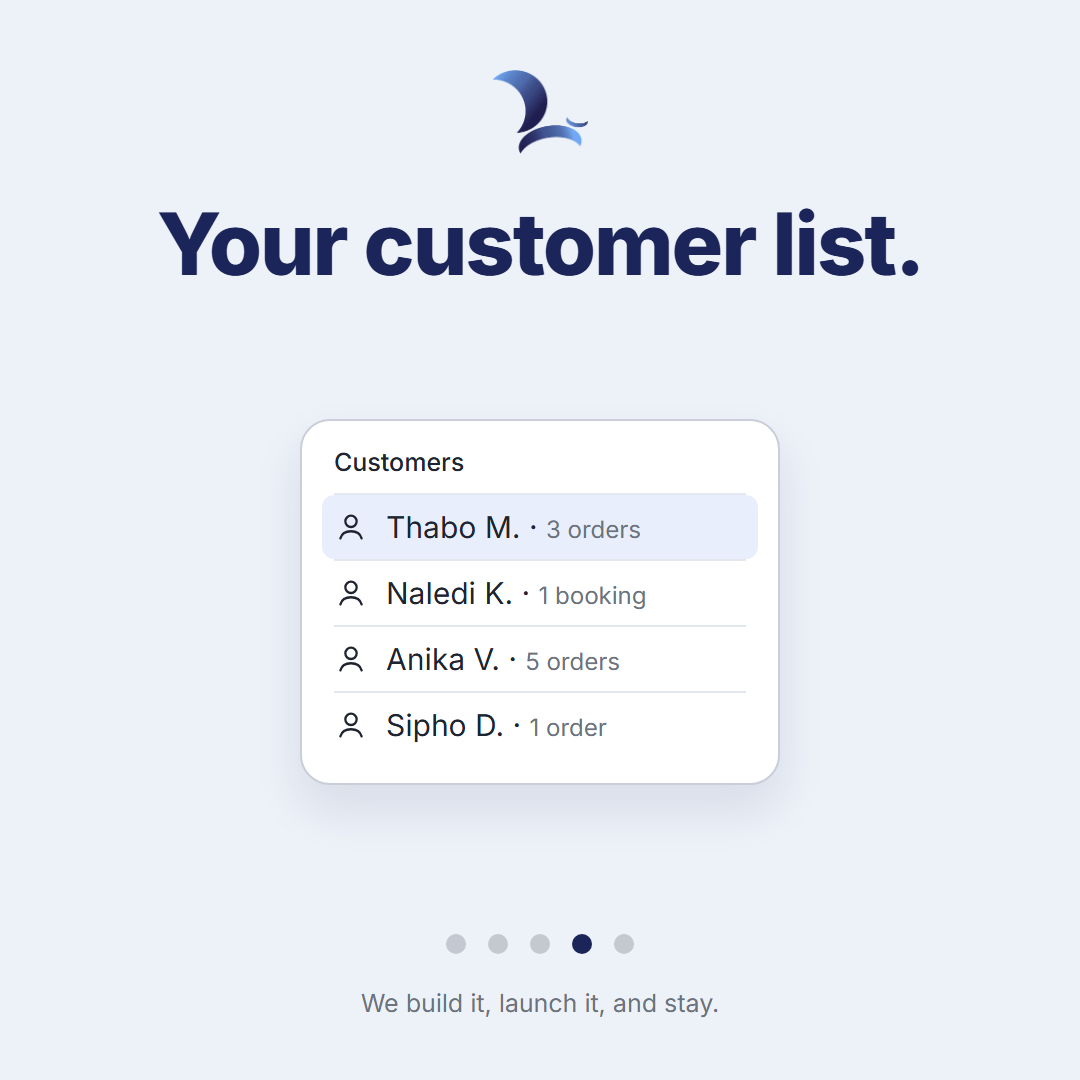 Your customer list.
Customers
Thabo M. · 3 orders
Naledi K. · 1 booking
Anika V. · 5 orders
Sipho D. · 1 order
We build it, launch it, and stay.